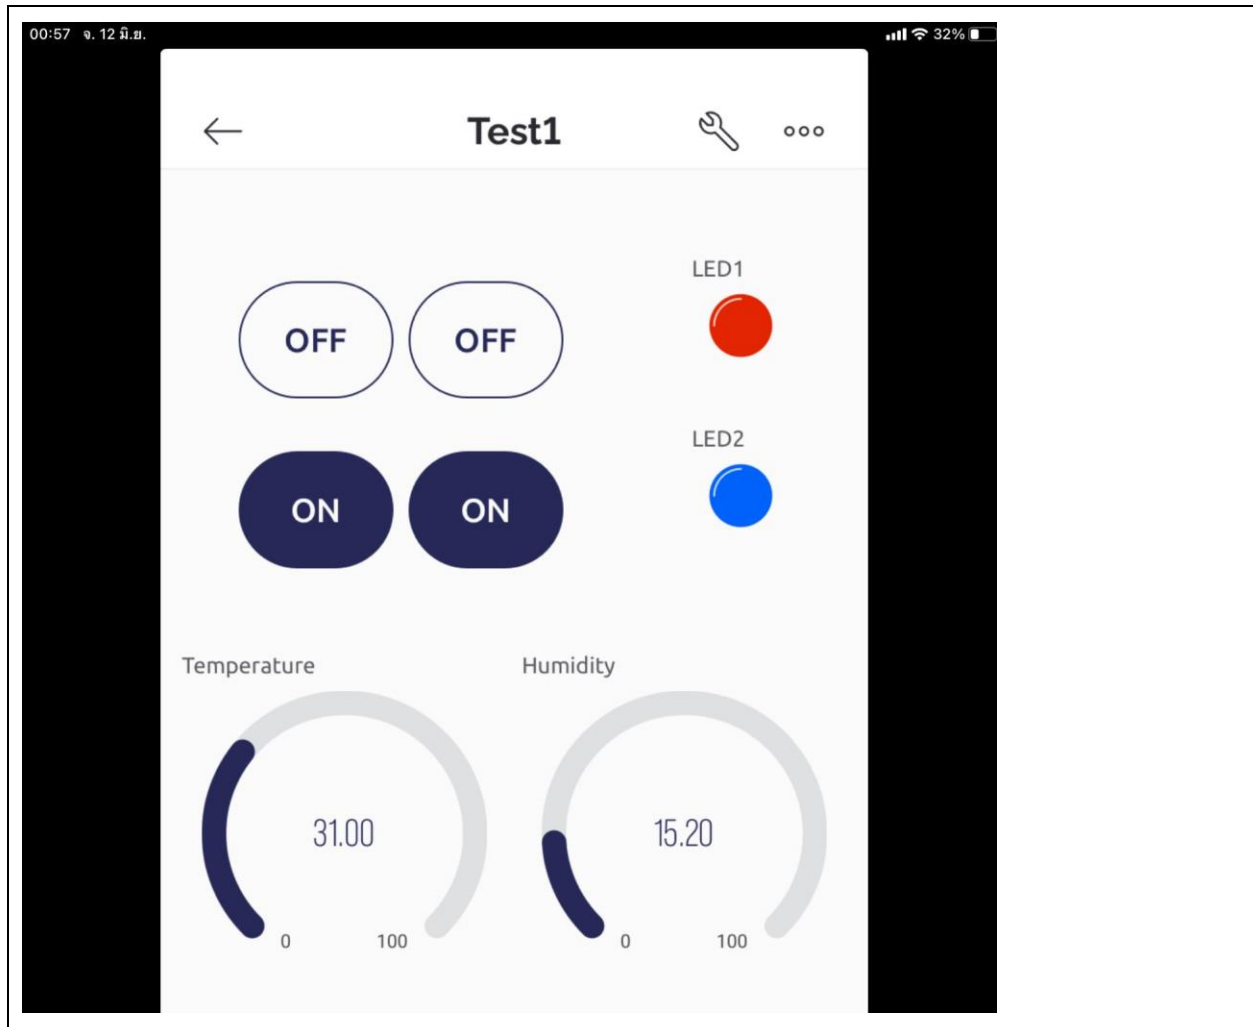 00:57 จ. 12 มิ.ย. 32%
Test1
LED1
OFF OFF
LED2
ON ON
Temperature Humidity
31.00 15.20
0 100 0 100